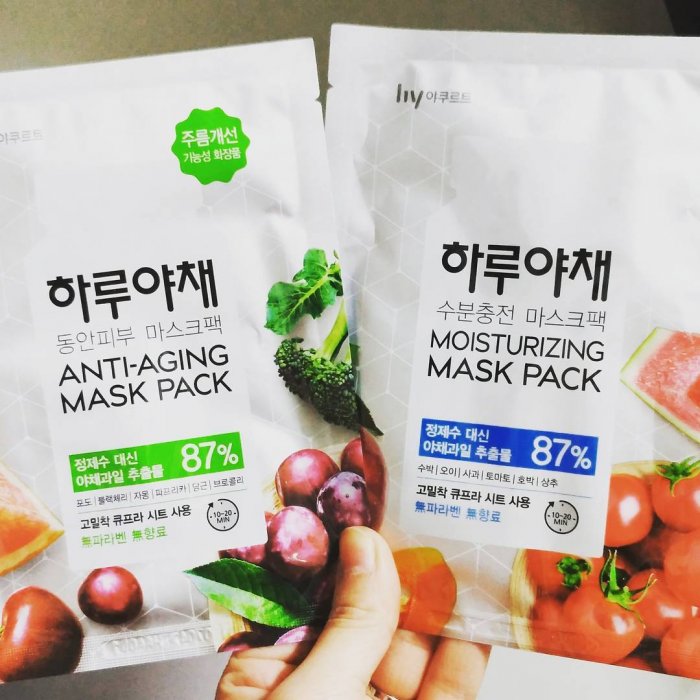 야쿠르트
주름개선
기능성 화장품
하루야채
동안피부 마스크팩
ANTI-AGING
MASK PACK
정제수 대신
야채과일 추출물 87%
포도 | 블랙체리 | 자몽 | 파프리카 | 당근 | 브로콜리
고밀착 큐프라 시트 사용
無파라벤 無향료
10~20
MIN
hy 야쿠르트
하루야채
수분충전 마스크팩
MOISTURIZING
MASK PACK
정제수 대신
야채과일 추출물 87%
수박 | 오이 | 사과 | 토마토 | 호박 | 상추
고밀착 큐프라 시트 사용
無파라벤 無향료
10~20
MIN